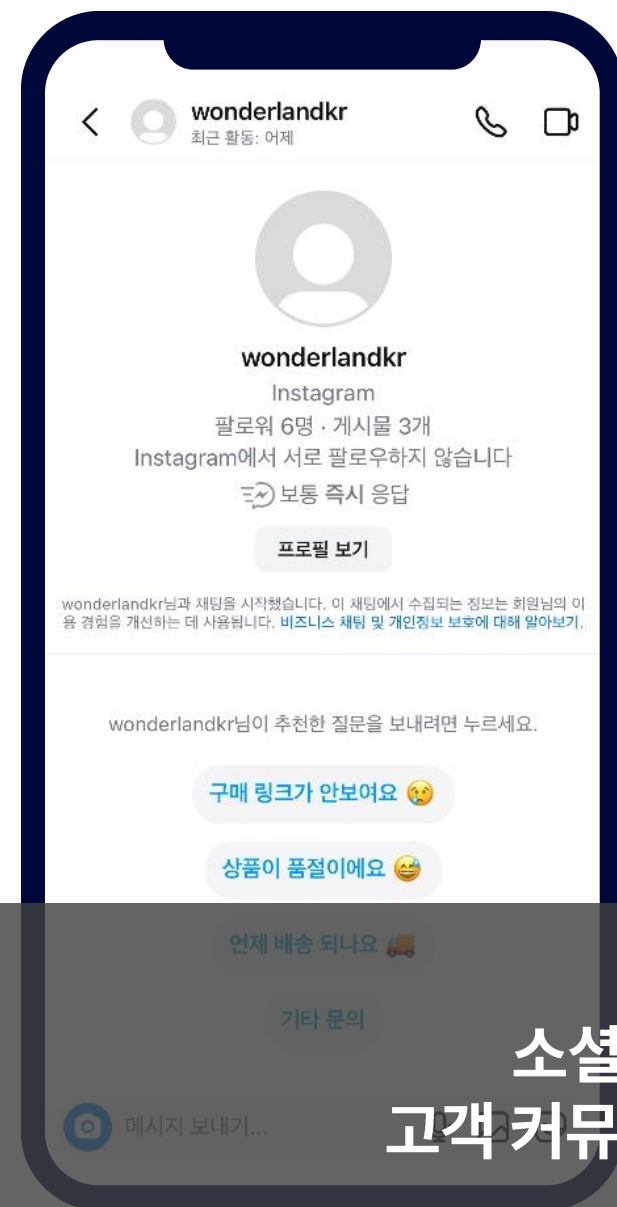 wonderlandkr
최근 활동: 어제
wonderlandkr
Instagram
팔로워 6명 · 게시물 3개
Instagram에서 서로 팔로우하지 않습니다
보통 즉시 응답
프로필 보기
wonderlandkr님과 채팅을 시작했습니다. 이 채팅에서 수집되는 정보는 회원님의 이
용 경험을 개선하는 데 사용됩니다. 비즈니스 채팅 및 개인정보 보호에 대해 알아보기.
wonderlandkr님이 추천한 질문을 보내려면 누르세요.
구매 링크가 안보여요 😢
상품이 품절이에요 😅
언제 배송 되나요 🚚
기타 문의
소셜
메시지 보내기...
고객 커뮤